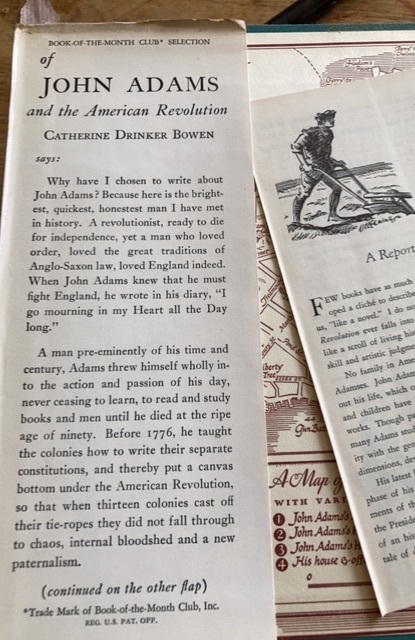 BOOK-OF-THE-MONTH CLUB* SELECTION
of
JOHN ADAMS
and the American Revolution
CATHERINE DRINKER BOWEN
says:
Why have I chosen to write about
John Adams? Because here is the bright-
est, quickest, honestest man I have met
in history. A revolutionist, ready to die
for independence, yet a man who loved
order, loved the great traditions of
Anglo-Saxon law, loved England indeed.
When John Adams knew that he must
fight England, he wrote in his diary, "I
go mourning in my Heart all the Day
long."
A man pre-eminently of his time and
century, Adams threw himself wholly in-
to the action and passion of his day,
never ceasing to learn, to read and study
books and men until he died at the ripe
age of ninety. Before 1776, he taught
the colonies how to write their separate
constitutions, and thereby put a canvas
bottom under the American Revolution,
so that when thirteen colonies cast off
their tie-ropes they did not fall through
to chaos, internal bloodshed and a new
paternalism.
(continued on the other flap)
*Trade Mark of Book-of-the-Month Club, Inc.
REG. U.S. PAT. OFF.
A Report
FEW books have as much
oped a cliché to describe
us, "like a novel." I do no
Revolution ever falls into
like a scroll of living his
skill and artistic judgm
No family in A
Adamses. John Adam
out his life, which
and children have
works. Though
many Adams stud
ity with the g
dimensions, de
His latest
phase of his
ments of th
the Presid
of an his
tale of
A Map of
WITH VARI
1 John Adams's
2 John Adams's
3 John Adams's
4 His house & off